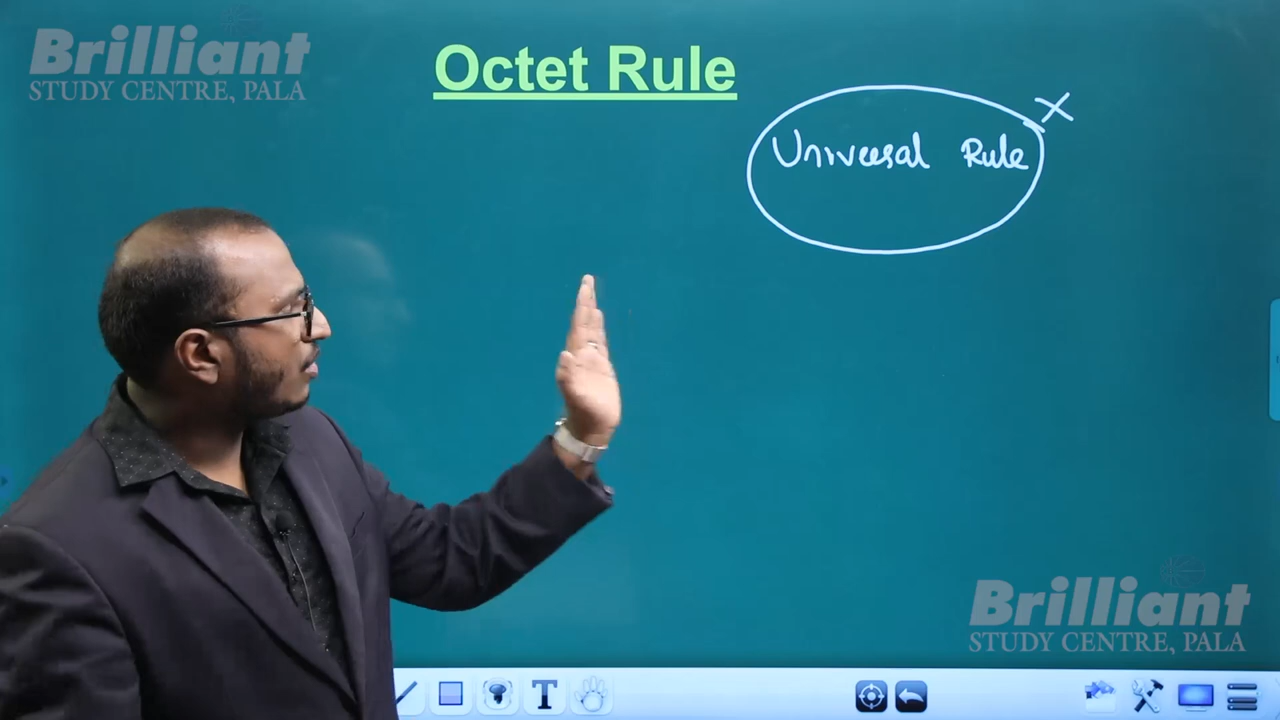 Brilliant
STUDY CENTRE, PALA
Octet Rule
Universal Rule
X
T
Brilliant
STUDY CENTRE, PALA